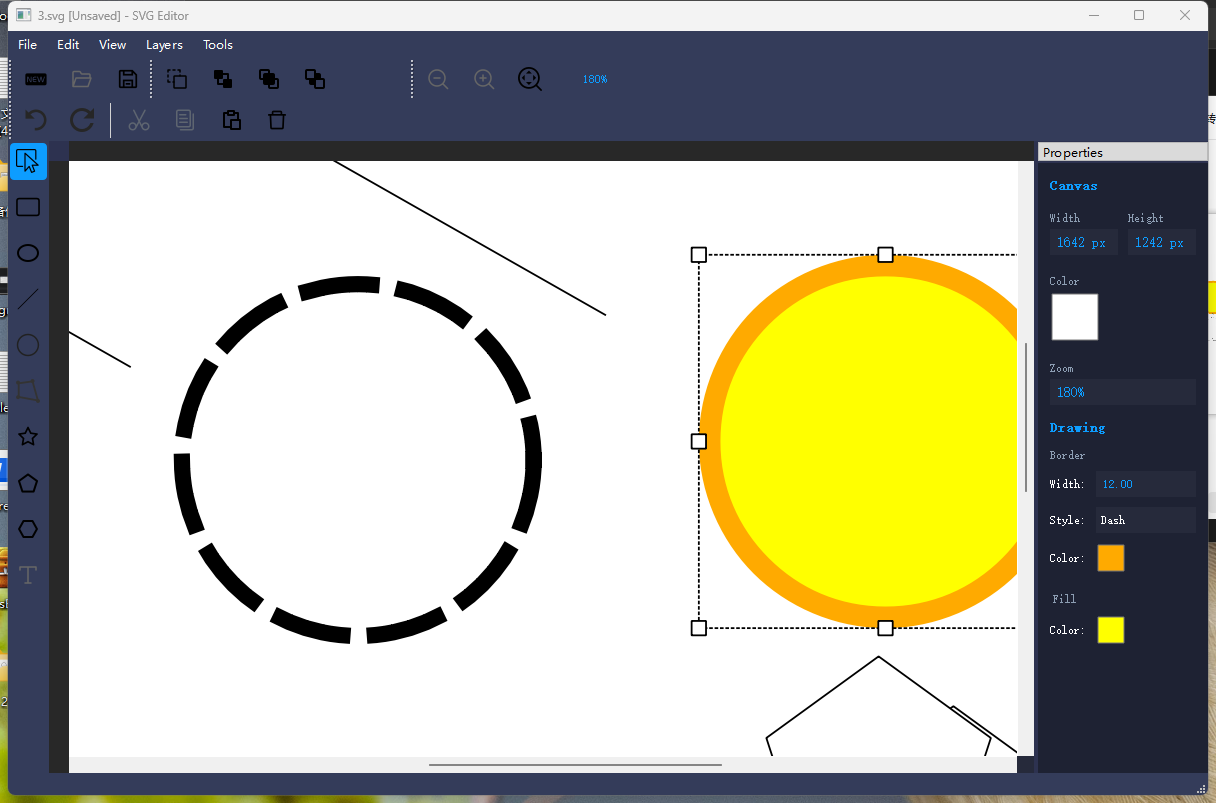 3.svg [Unsaved] - SVG Editor
File Edit View Layers Tools
NEW
180%
T
Properties
Canvas
Width Height
1642 px 1242 px
Color
Zoom
180%
Drawing
Border
Width: 12.00
Style: Dash
Color:
Fill
Color: